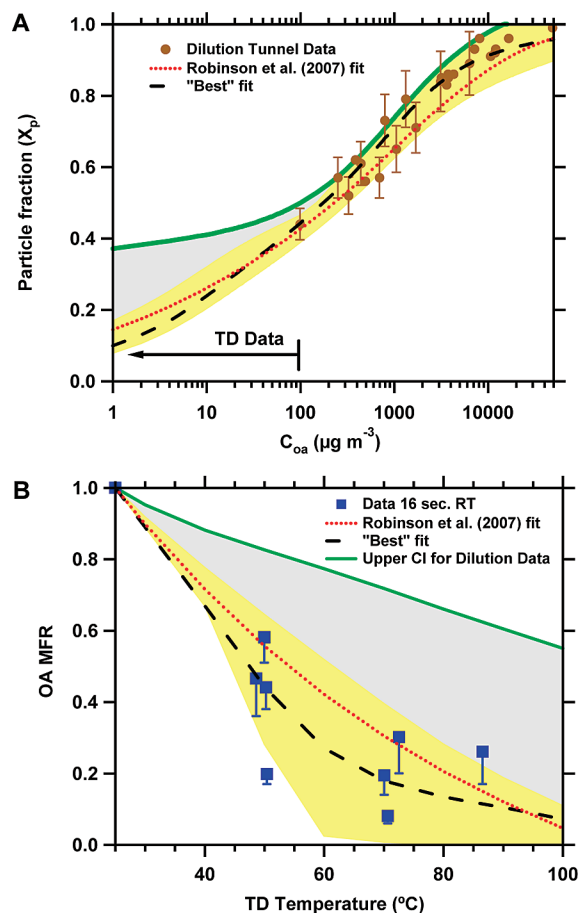 A
1.0
0.8
0.6
0.4
0.2
0.0
Particle fraction (Xp)
Dilution Tunnel Data
Robinson et al. (2007) fit
"Best" fit
TD Data
1
10
100
1000
10000
Coa (µg m-3)
B
1.0
0.8
0.6
0.4
0.2
0.0
OA MFR
Data 16 sec. RT
Robinson et al. (2007) fit
"Best" fit
Upper CI for Dilution Data
40
60
80
100
TD Temperature (ºC)